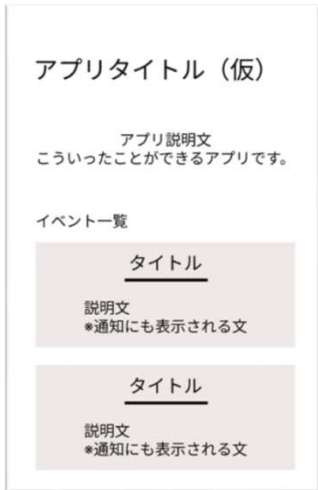 アプリタイトル（仮）
アプリ説明文
こういったことができるアプリです。
イベント一覧
タイトル
説明文
※通知にも表示される文
タイトル
説明文
※通知にも表示される文